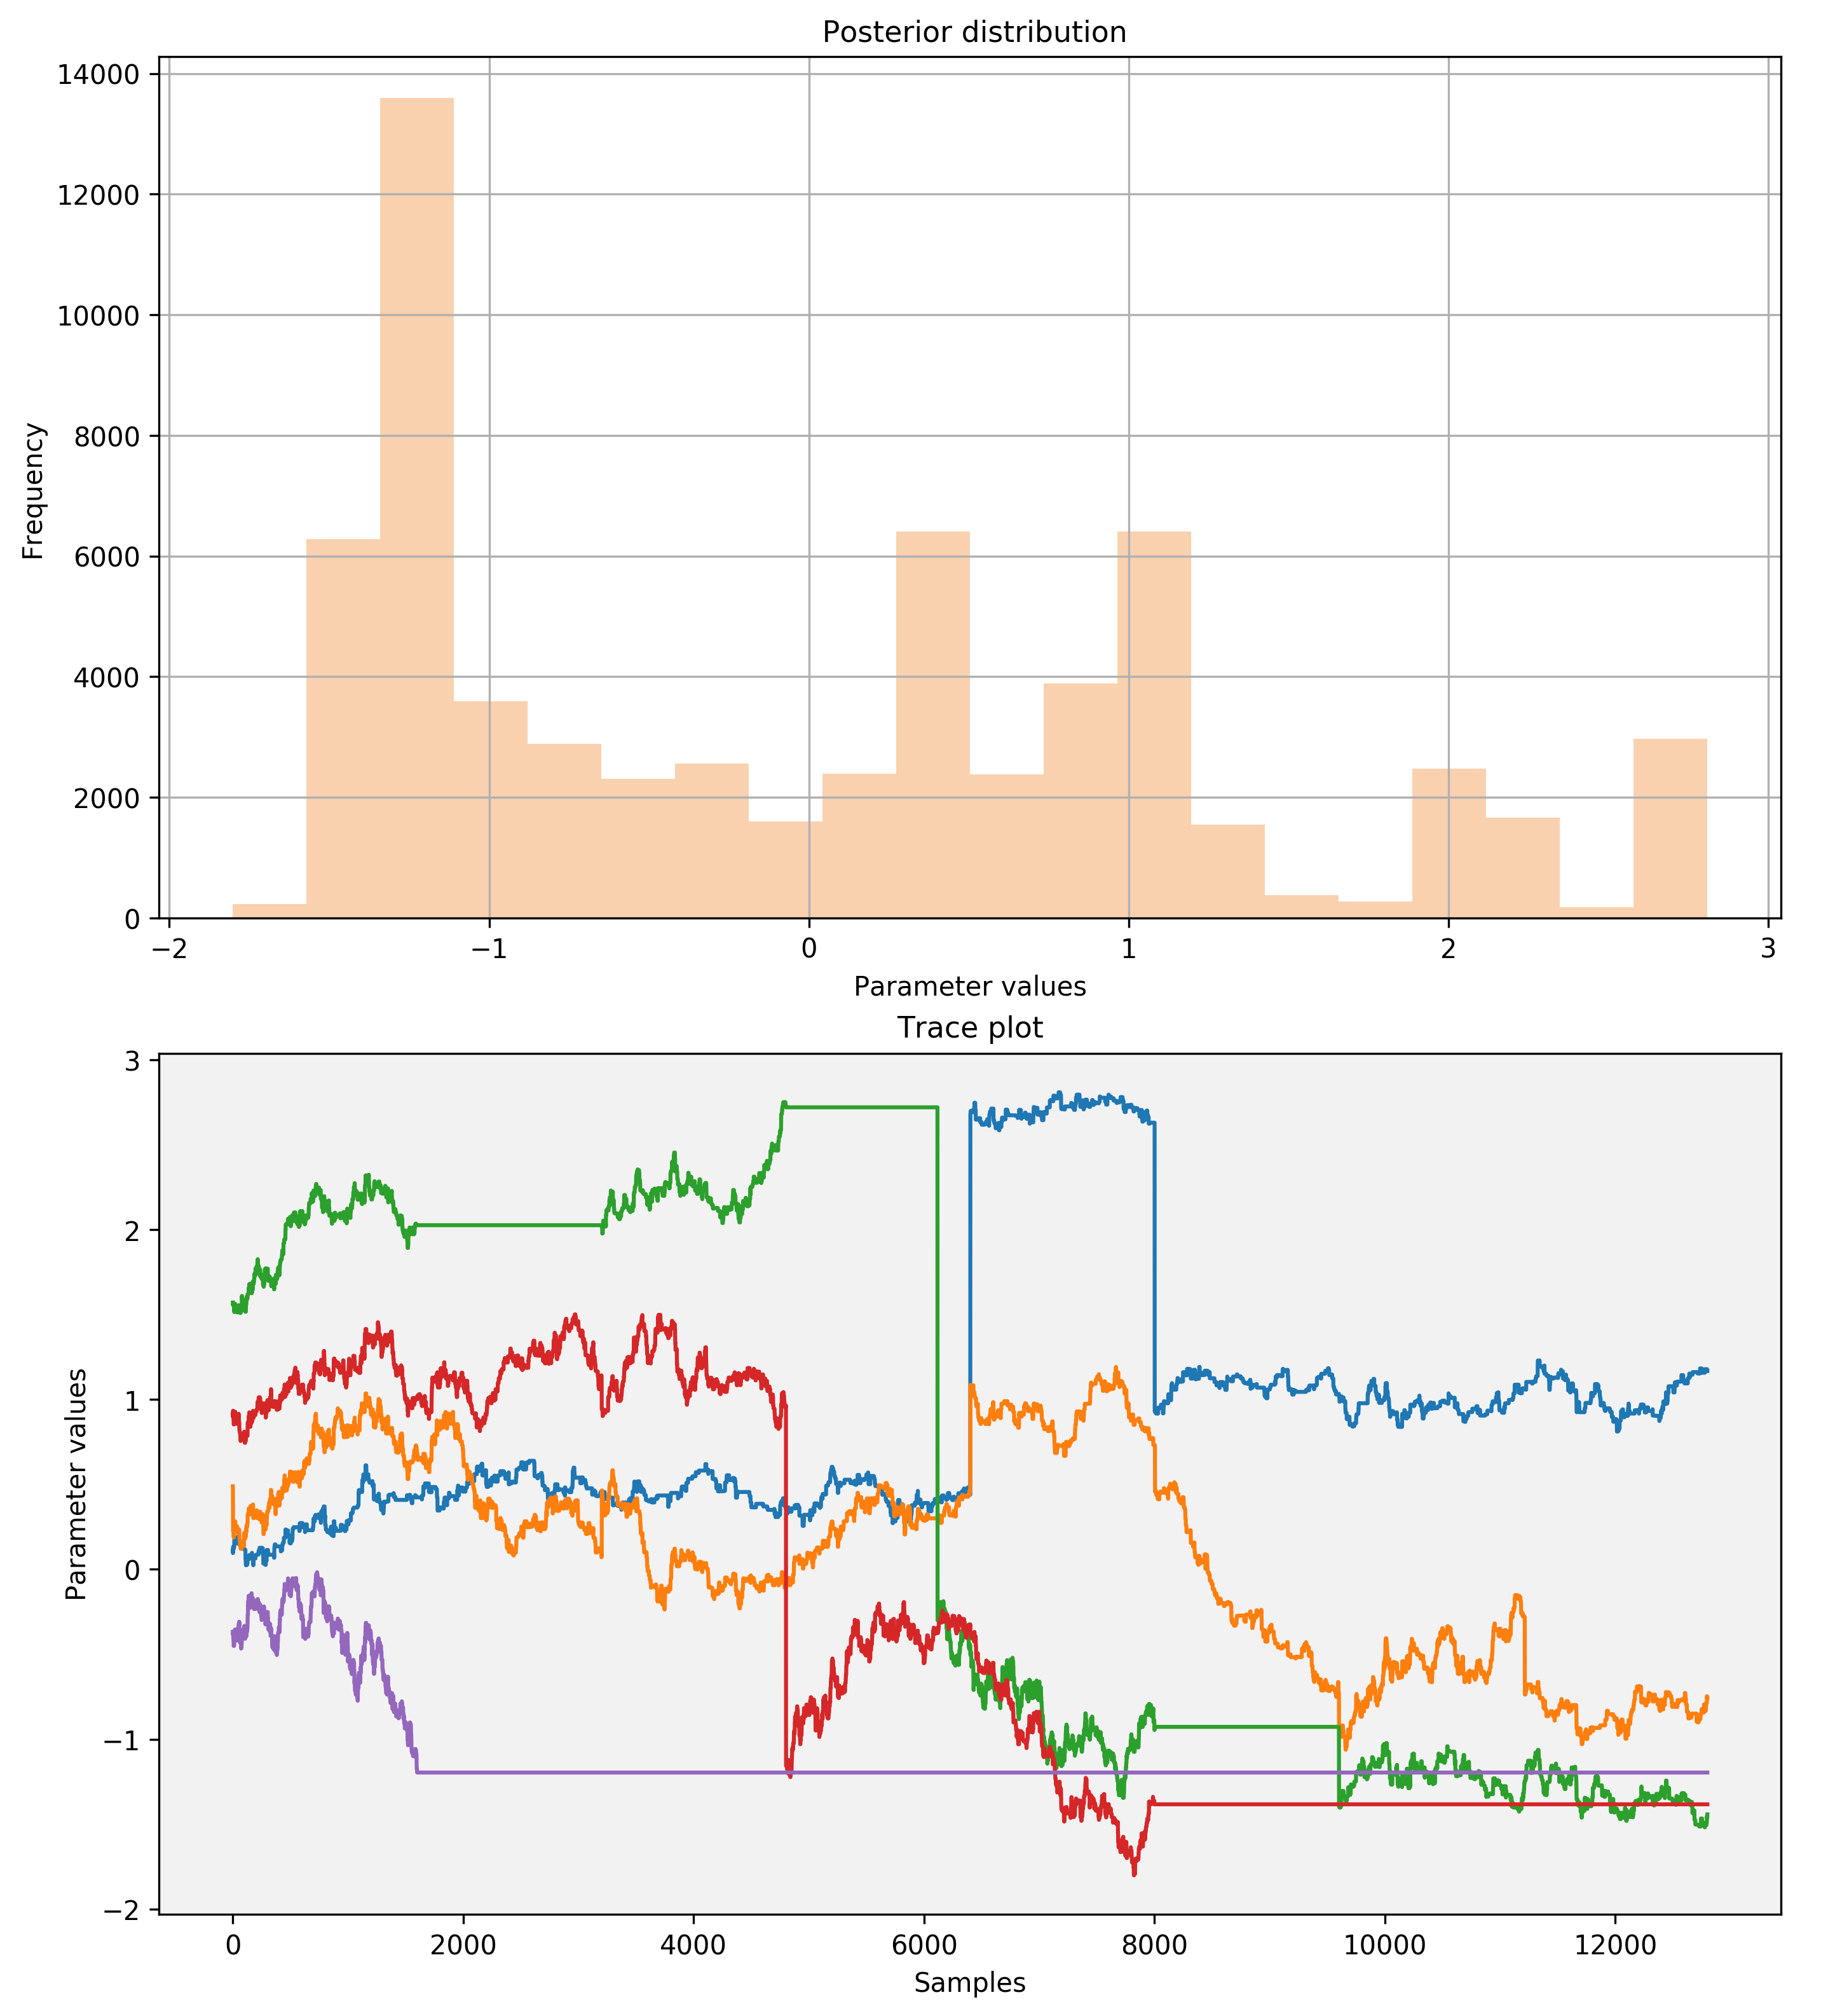 Posterior distribution
14000
12000
10000
8000
6000
4000
2000
0
Frequency
−2 −1 0 1 2 3
Parameter values
Trace plot
3
2
1
0
−1
−2
Parameter values
0 2000 4000 6000 8000 10000 12000
Samples